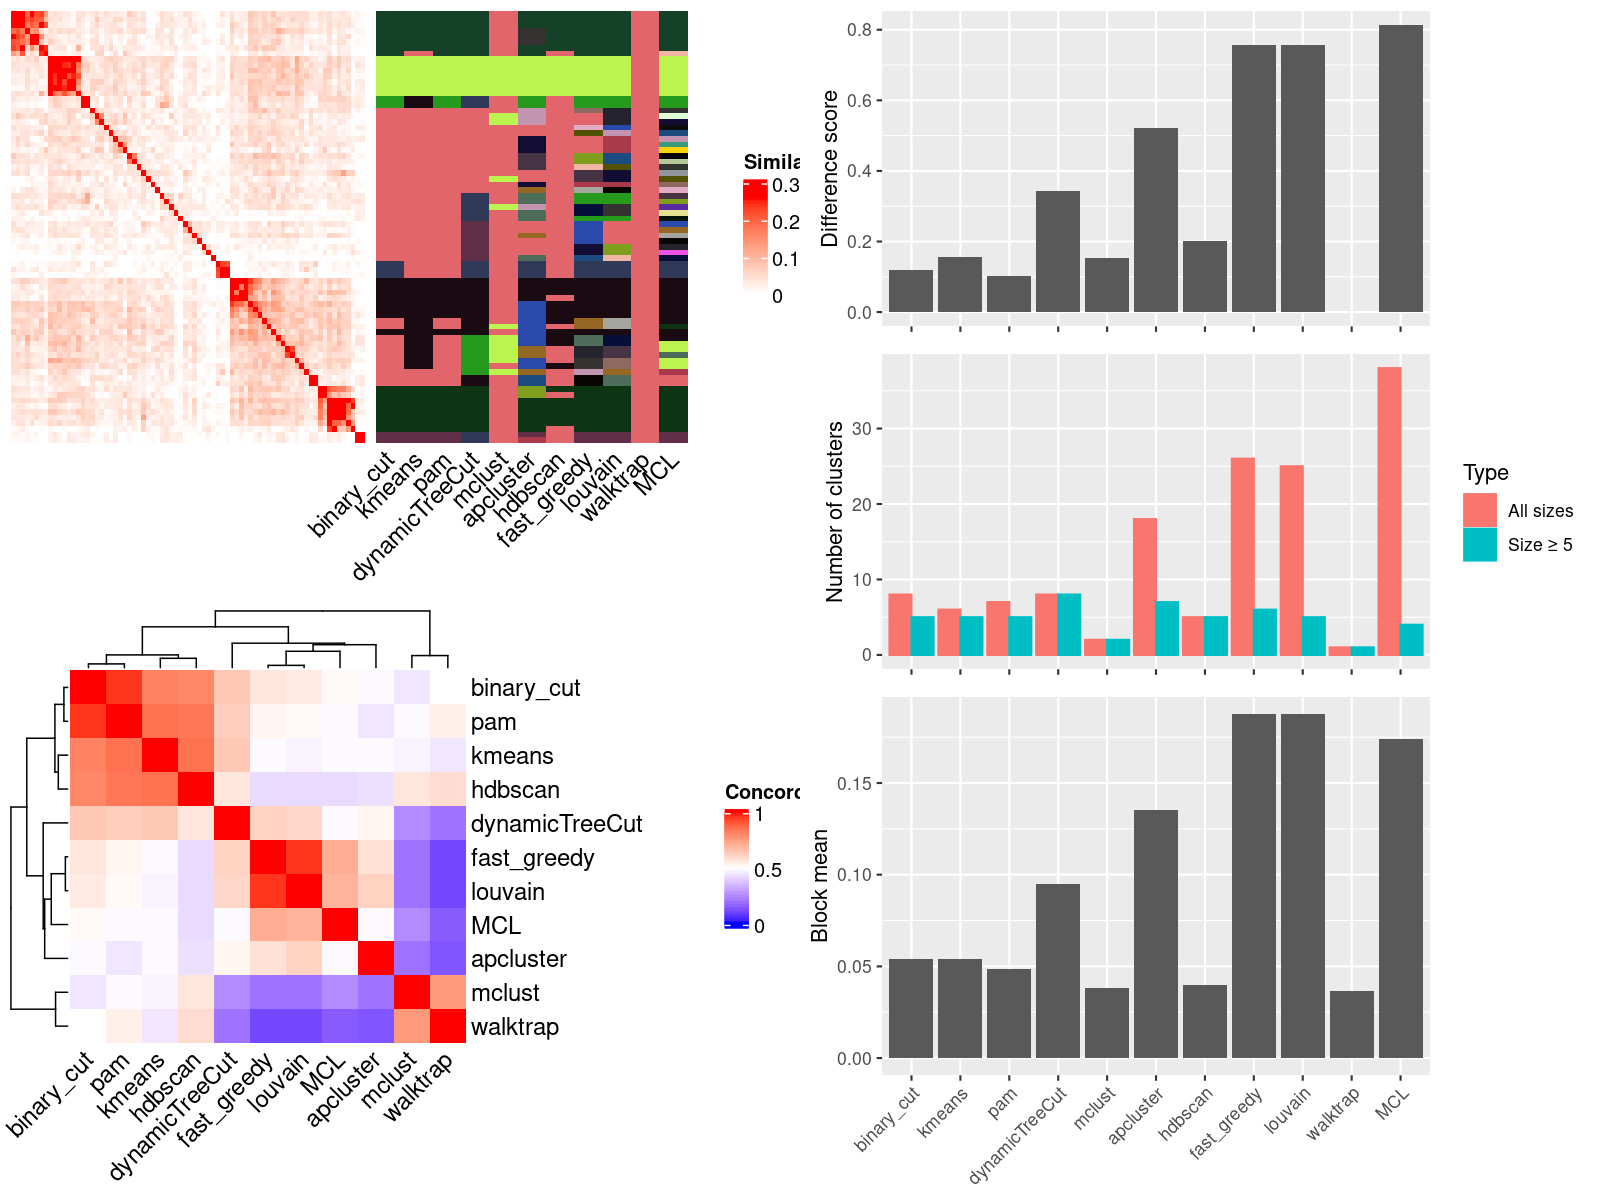 Simila
0.3
0.2
0.1
0
binary_cut
kmeans
pam
dynamicTreeCut
mclust
apcluster
hdbscan
fast_greedy
louvain
walktrap
MCL
binary_cut
pam
kmeans
hdbscan
dynamicTreeCut
fast_greedy
louvain
MCL
apcluster
mclust
walktrap
binary_cut
pam
kmeans
hdbscan
dynamicTreeCut
fast_greedy
louvain
MCL
apcluster
mclust
walktrap
Concord
1
0.5
0
Difference score
0.8
0.6
0.4
0.2
0.0
Number of clusters
30
20
10
0
Type
All sizes
Size ≥ 5
Block mean
0.15
0.10
0.05
0.00
binary_cut
kmeans
pam
dynamicTreeCut
mclust
apcluster
hdbscan
fast_greedy
louvain
walktrap
MCL